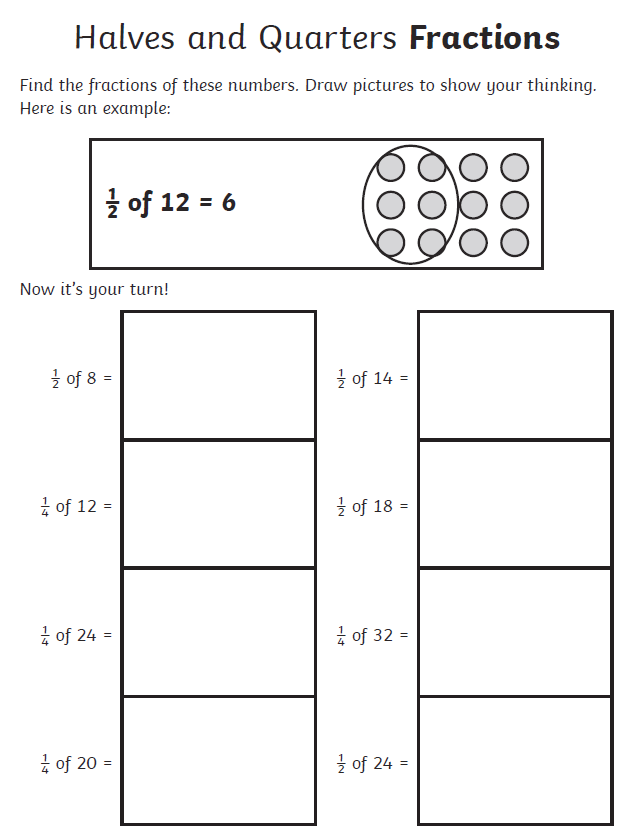 Halves and Quarters Fractions
Find the fractions of these numbers. Draw pictures to show your thinking.
Here is an example:
1/2 of 12 = 6
Now it's your turn!
1/2 of 8 =
1/2 of 14 =
1/4 of 12 =
1/2 of 18 =
1/4 of 24 =
1/4 of 32 =
1/4 of 20 =
1/2 of 24 =